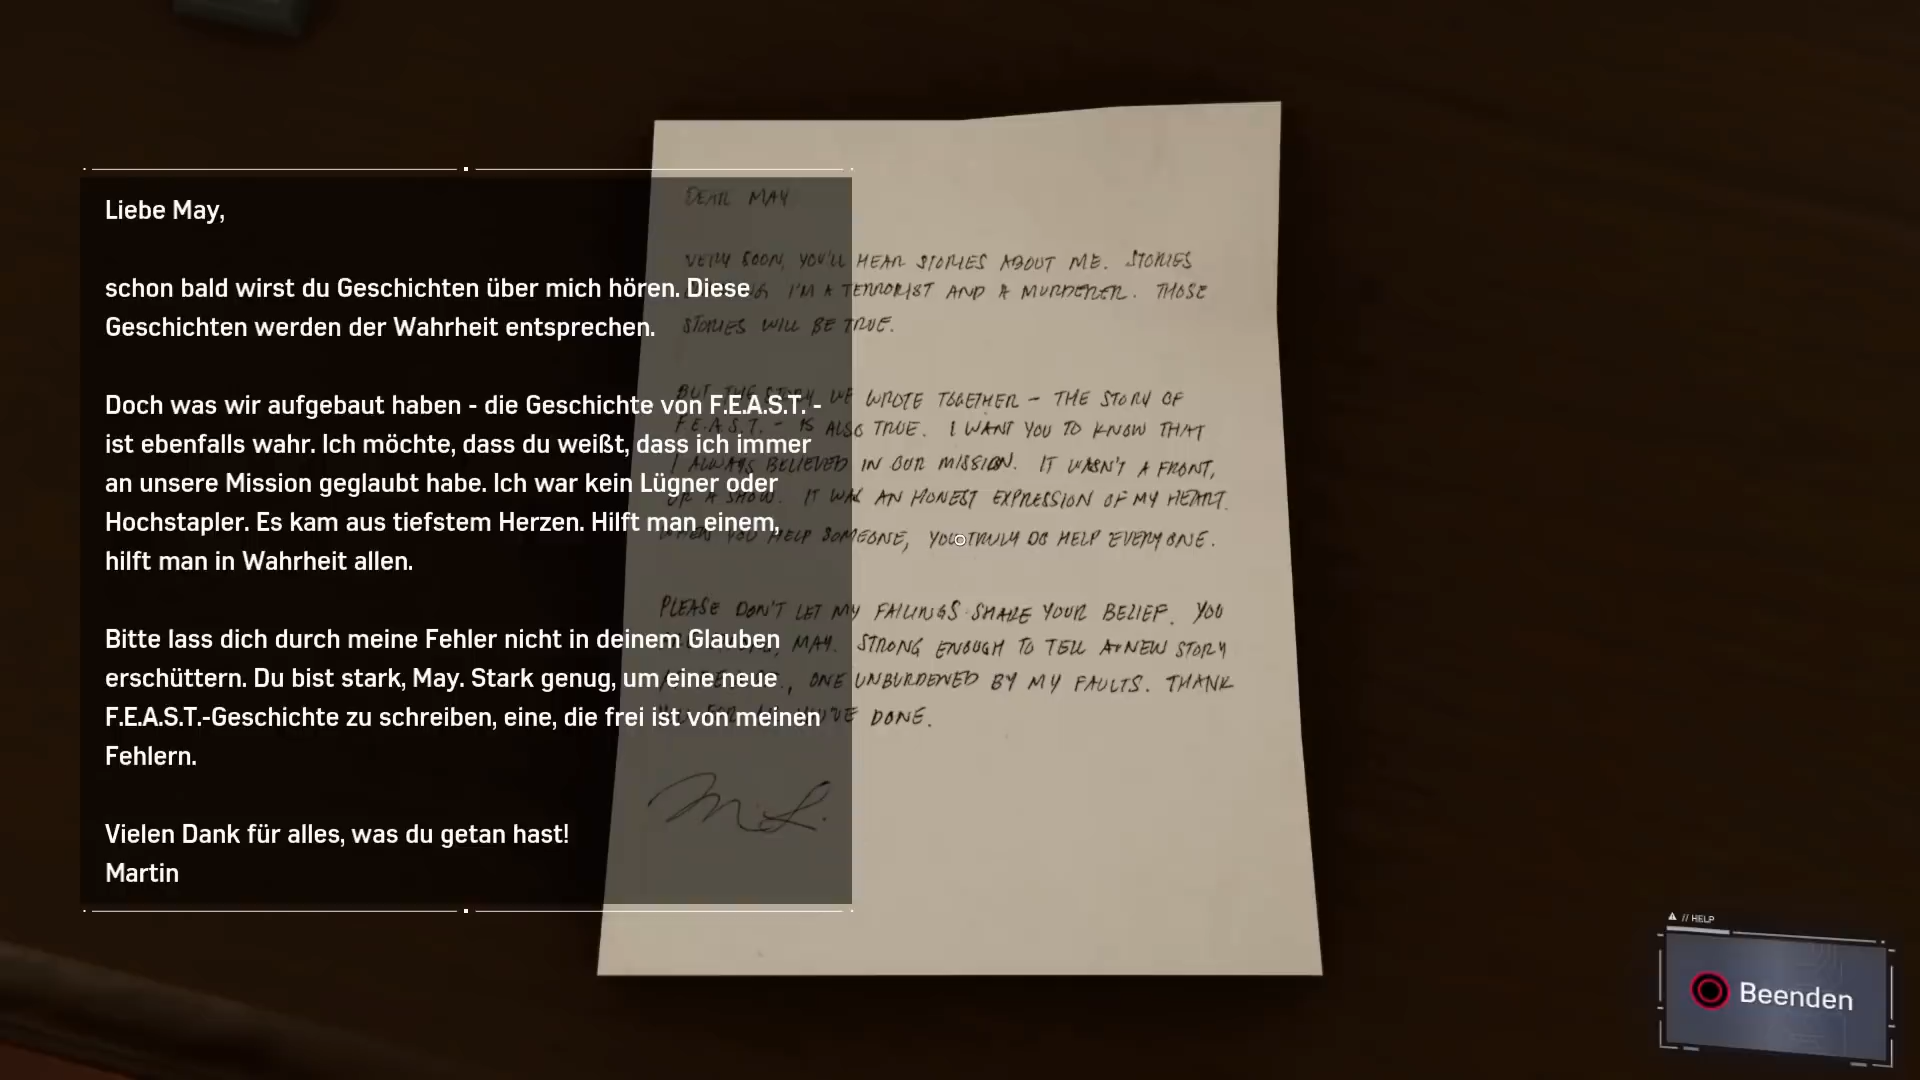 Liebe May,
schon bald wirst du Geschichten über mich hören. Diese
Geschichten werden der Wahrheit entsprechen.
Doch was wir aufgebaut haben - die Geschichte von F.E.A.S.T. -
ist ebenfalls wahr. Ich möchte, dass du weißt, dass ich immer
an unsere Mission geglaubt habe. Ich war kein Lügner oder
Hochstapler. Es kam aus tiefstem Herzen. Hilft man einem,
hilft man in Wahrheit allen.
Bitte lass dich durch meine Fehler nicht in deinem Glauben
erschüttern. Du bist stark, May. Stark genug, um eine neue
F.E.A.S.T.-Geschichte zu schreiben, eine, die frei ist von meinen
Fehlern.
Vielen Dank für alles, was du getan hast!
Martin
DEAR MAY
VERY SOON, YOU'LL HEAR STORIES ABOUT ME. STORIES
I'M A TERRORIST AND A MURDERER. THOSE
STORIES WILL BE TRUE.
BUT THE STORY WE WROTE TOGETHER - THE STORY OF
F.E.A.S.T. - IS ALSO TRUE. I WANT YOU TO KNOW THAT
I ALWAYS BELIEVED IN OUR MISSION. IT WASN'T A FRONT,
OR A SHOW. IT WAS AN HONEST EXPRESSION OF MY HEART.
WHEN YOU HELP SOMEONE, YOU TRULY DO HELP EVERYONE.
PLEASE DON'T LET MY FAILINGS SHAKE YOUR BELIEF. YOU
MAY. STRONG ENOUGH TO TELL A NEW STORY
ONE UNBURDENED BY MY FAULTS. THANK
DONE.
// HELP
Beenden